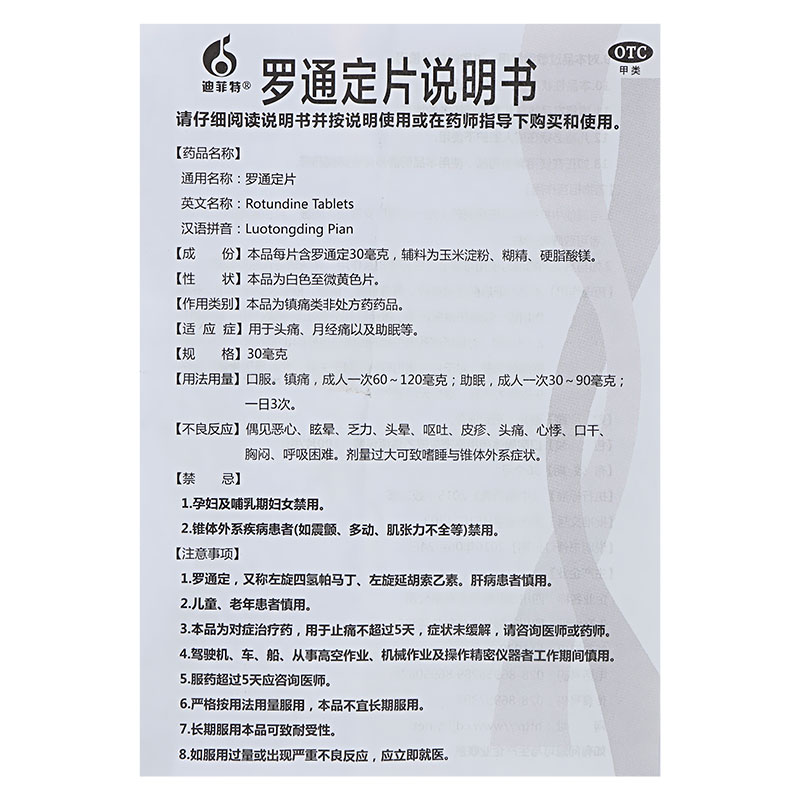 迪菲特®
罗通定片说明书
OTC
甲类
请仔细阅读说明书并按说明使用或在药师指导下购买和使用。
【药品名称】
通用名称：罗通定片
英文名称：Rotundine Tablets
汉语拼音：Luotongding Pian
【成　份】本品每片含罗通定30毫克，辅料为玉米淀粉、糊精、硬脂酸镁。
【性　状】本品为白色至微黄色片。
【作用类别】本品为镇痛类非处方药药品。
【适 应 症】用于头痛、月经痛以及助眠等。
【规　格】30毫克
【用法用量】口服。镇痛，成人一次60～120毫克；助眠，成人一次30～90毫克；
一日3次。
【不良反应】偶见恶心、眩晕、乏力、头晕、呕吐、皮疹、头痛、心悸、口干、
胸闷、呼吸困难。剂量过大可致嗜睡与锥体外系症状。
【禁　忌】
1.孕妇及哺乳期妇女禁用。
2.锥体外系疾病患者(如震颤、多动、肌张力不全等)禁用。
【注意事项】
1.罗通定，又称左旋四氢帕马丁、左旋延胡索乙素。肝病患者慎用。
2.儿童、老年患者慎用。
3.本品为对症治疗药，用于止痛不超过5天，症状未缓解，请咨询医师或药师。
4.驾驶机、车、船、从事高空作业、机械作业及操作精密仪器者工作期间慎用。
5.服药超过5天应咨询医师。
6.严格按用法用量服用，本品不宜长期服用。
7.长期服用本品可致耐受性。
8.如服用过量或出现严重不良反应，应立即就医。